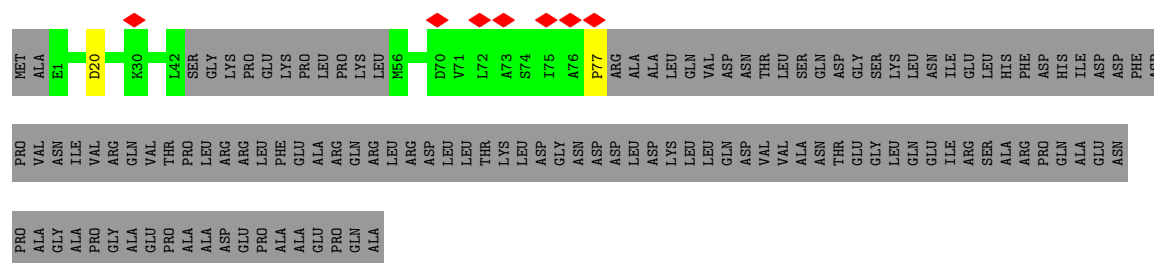 MET ALA E1 D20 K30 L42 SER GLY LYS PRO GLU LYS PRO LEU PRO LYS LEU M56 D70 V71 L72 A73 S74 I75 A76 P77 ARG ALA ALA LEU GLN VAL ASP ASN THR LEU SER GLN ASP GLY SER LYS LEU ASN ILE GLU LEU HIS PHE ASP HIS ILE ASP ASP PHE ASP
PRO VAL ASN ILE VAL ARG GLN VAL THR PRO LEU ARG ARG LEU PHE GLU ALA ARG GLN ARG LEU ARG ASP LEU LEU THR LYS LEU ASP GLY ASN ASP ASP LEU ASP LYS LEU LEU GLN ASP VAL VAL ALA ASN THR GLU GLY LEU GLN GLU ILE ARG SER ALA ARG PRO GLN ALA GLU ASN
PRO ALA GLY ALA PRO GLY ALA GLU PRO ALA ALA ASP GLU PRO ALA ALA GLU PRO GLN ALA